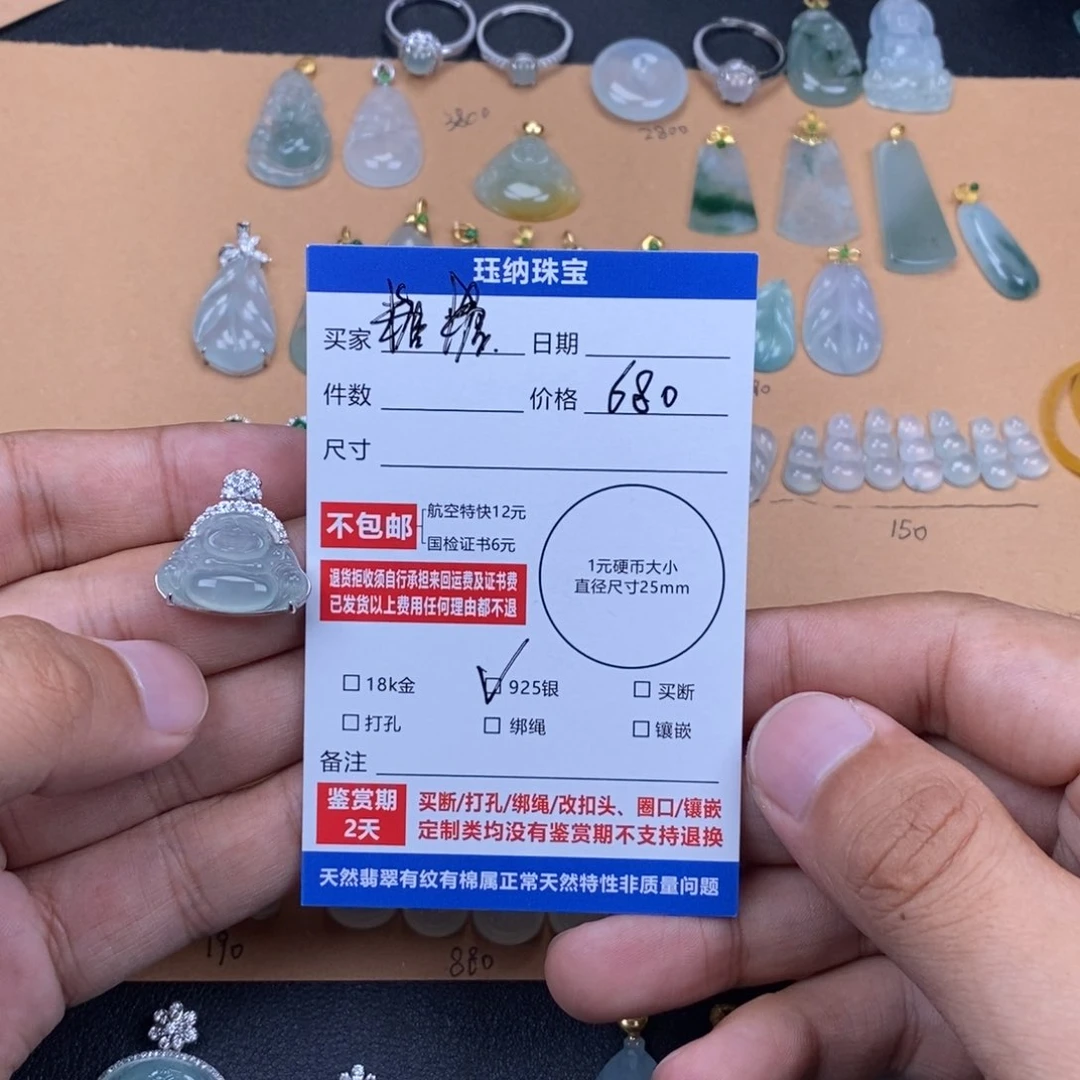 3800
2800
珏纳珠宝
买家 糖糖. 日期
件数 价格 680
尺寸
不包邮 航空特快12元
国检证书6元
退货拒收须自行承担来回运费及证书费
已发货以上费用任何理由都不退
1元硬币大小
直径尺寸25mm
18k金 925银 买断
打孔 绑绳 镶嵌
备注
鉴赏期
2天
买断/打孔/绑绳/改扣头、圈口/镶嵌
定制类均没有鉴赏期不支持退换
天然翡翠有纹有棉属正常天然特性非质量问题
150
190
880